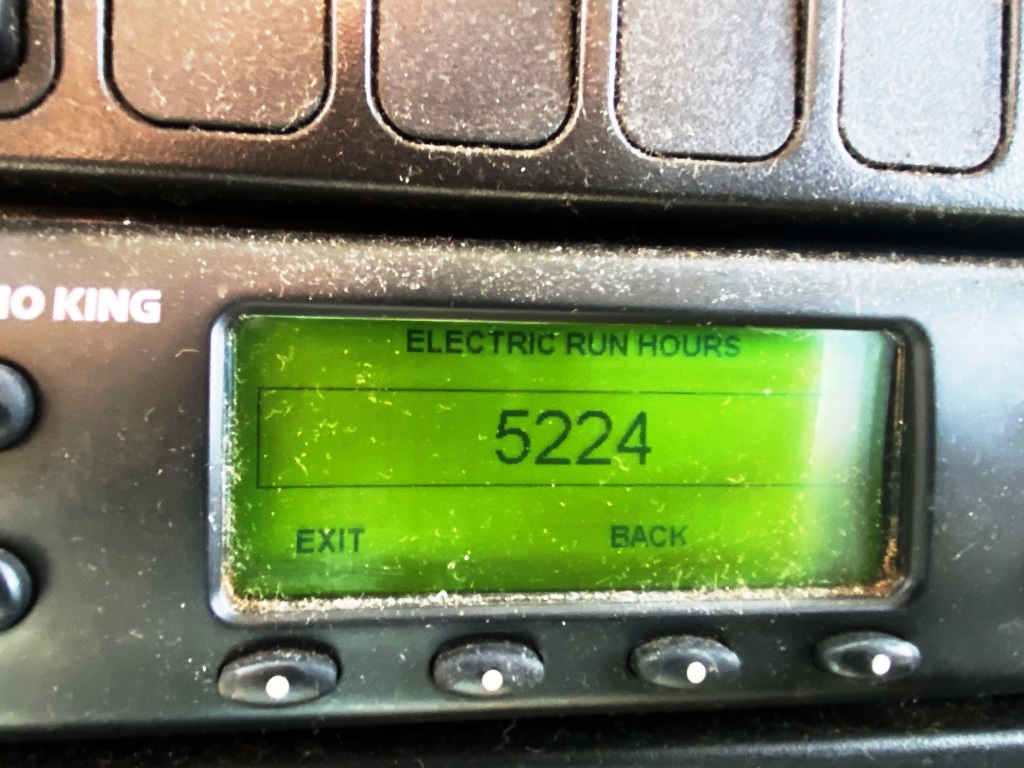 KING
ELECTRIC RUN HOURS
5224
EXIT BACK